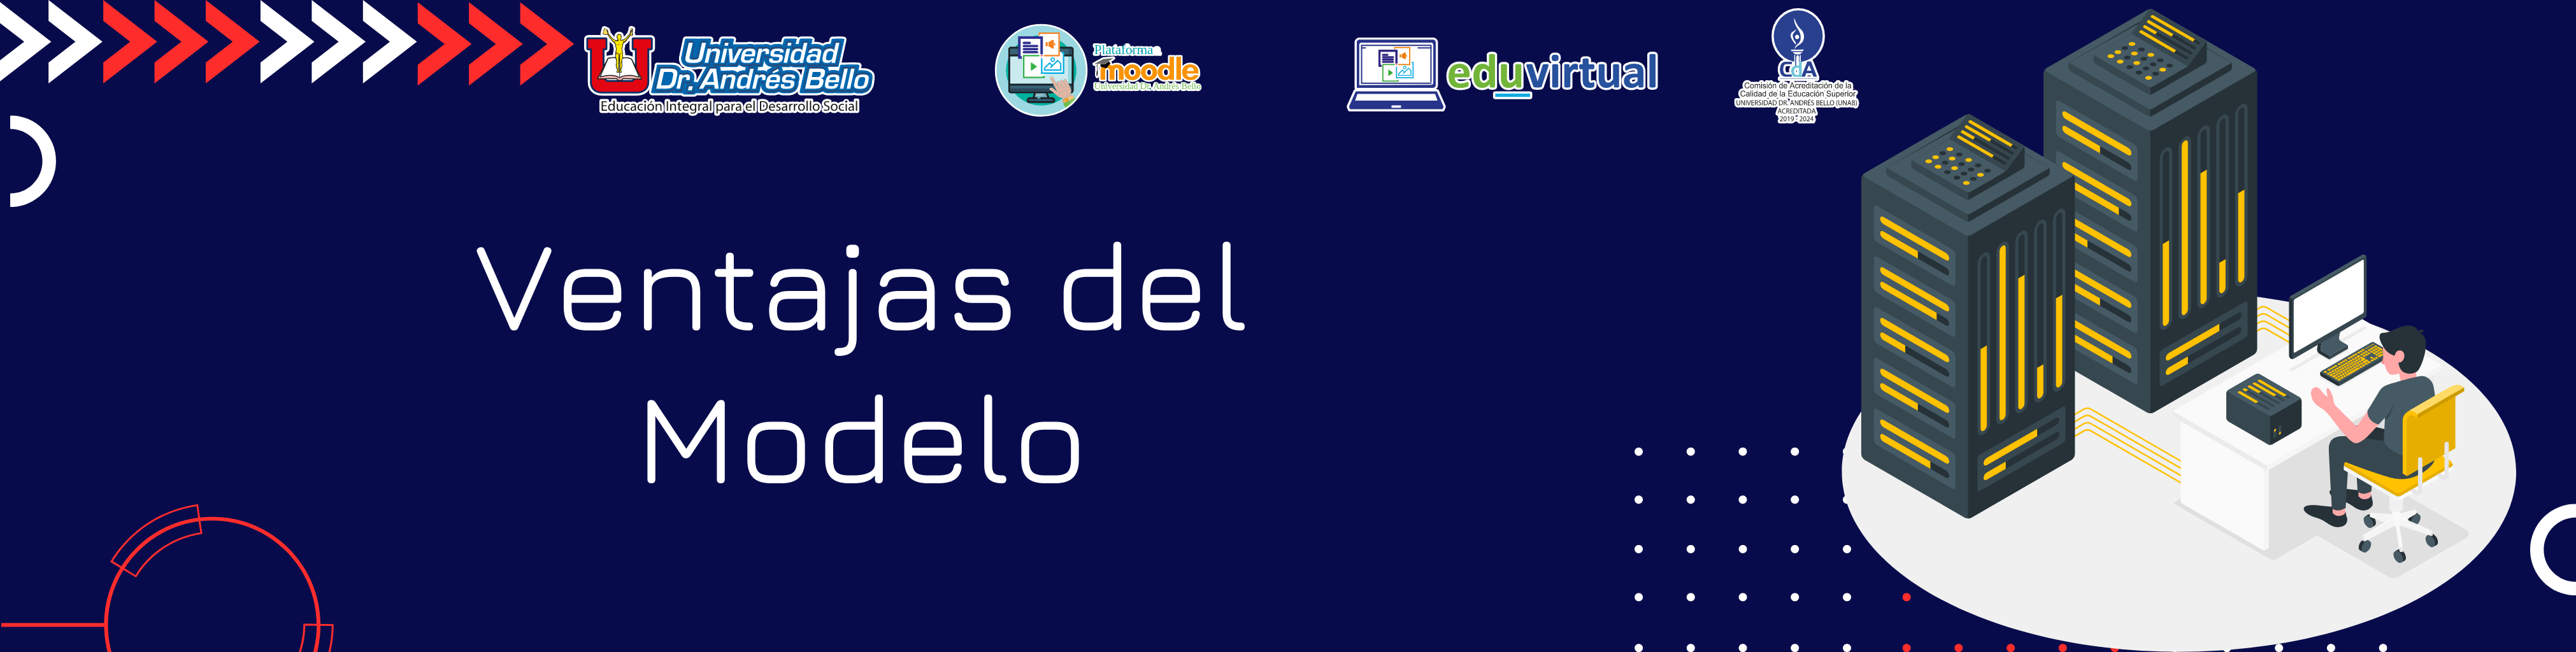 Universidad
Dr. Andrés Bello
Educación Integral para el Desarrollo Social
Plataforma
moodle
Universidad Dr. Andrés Bello
eduvirtual
CdA
Comisión de Acreditación de la
Calidad de la Educación Superior
UNIVERSIDAD DR. ANDRÉS BELLO (UNAB)
ACREDITADA
2019 - 2024
Ventajas del
Modelo